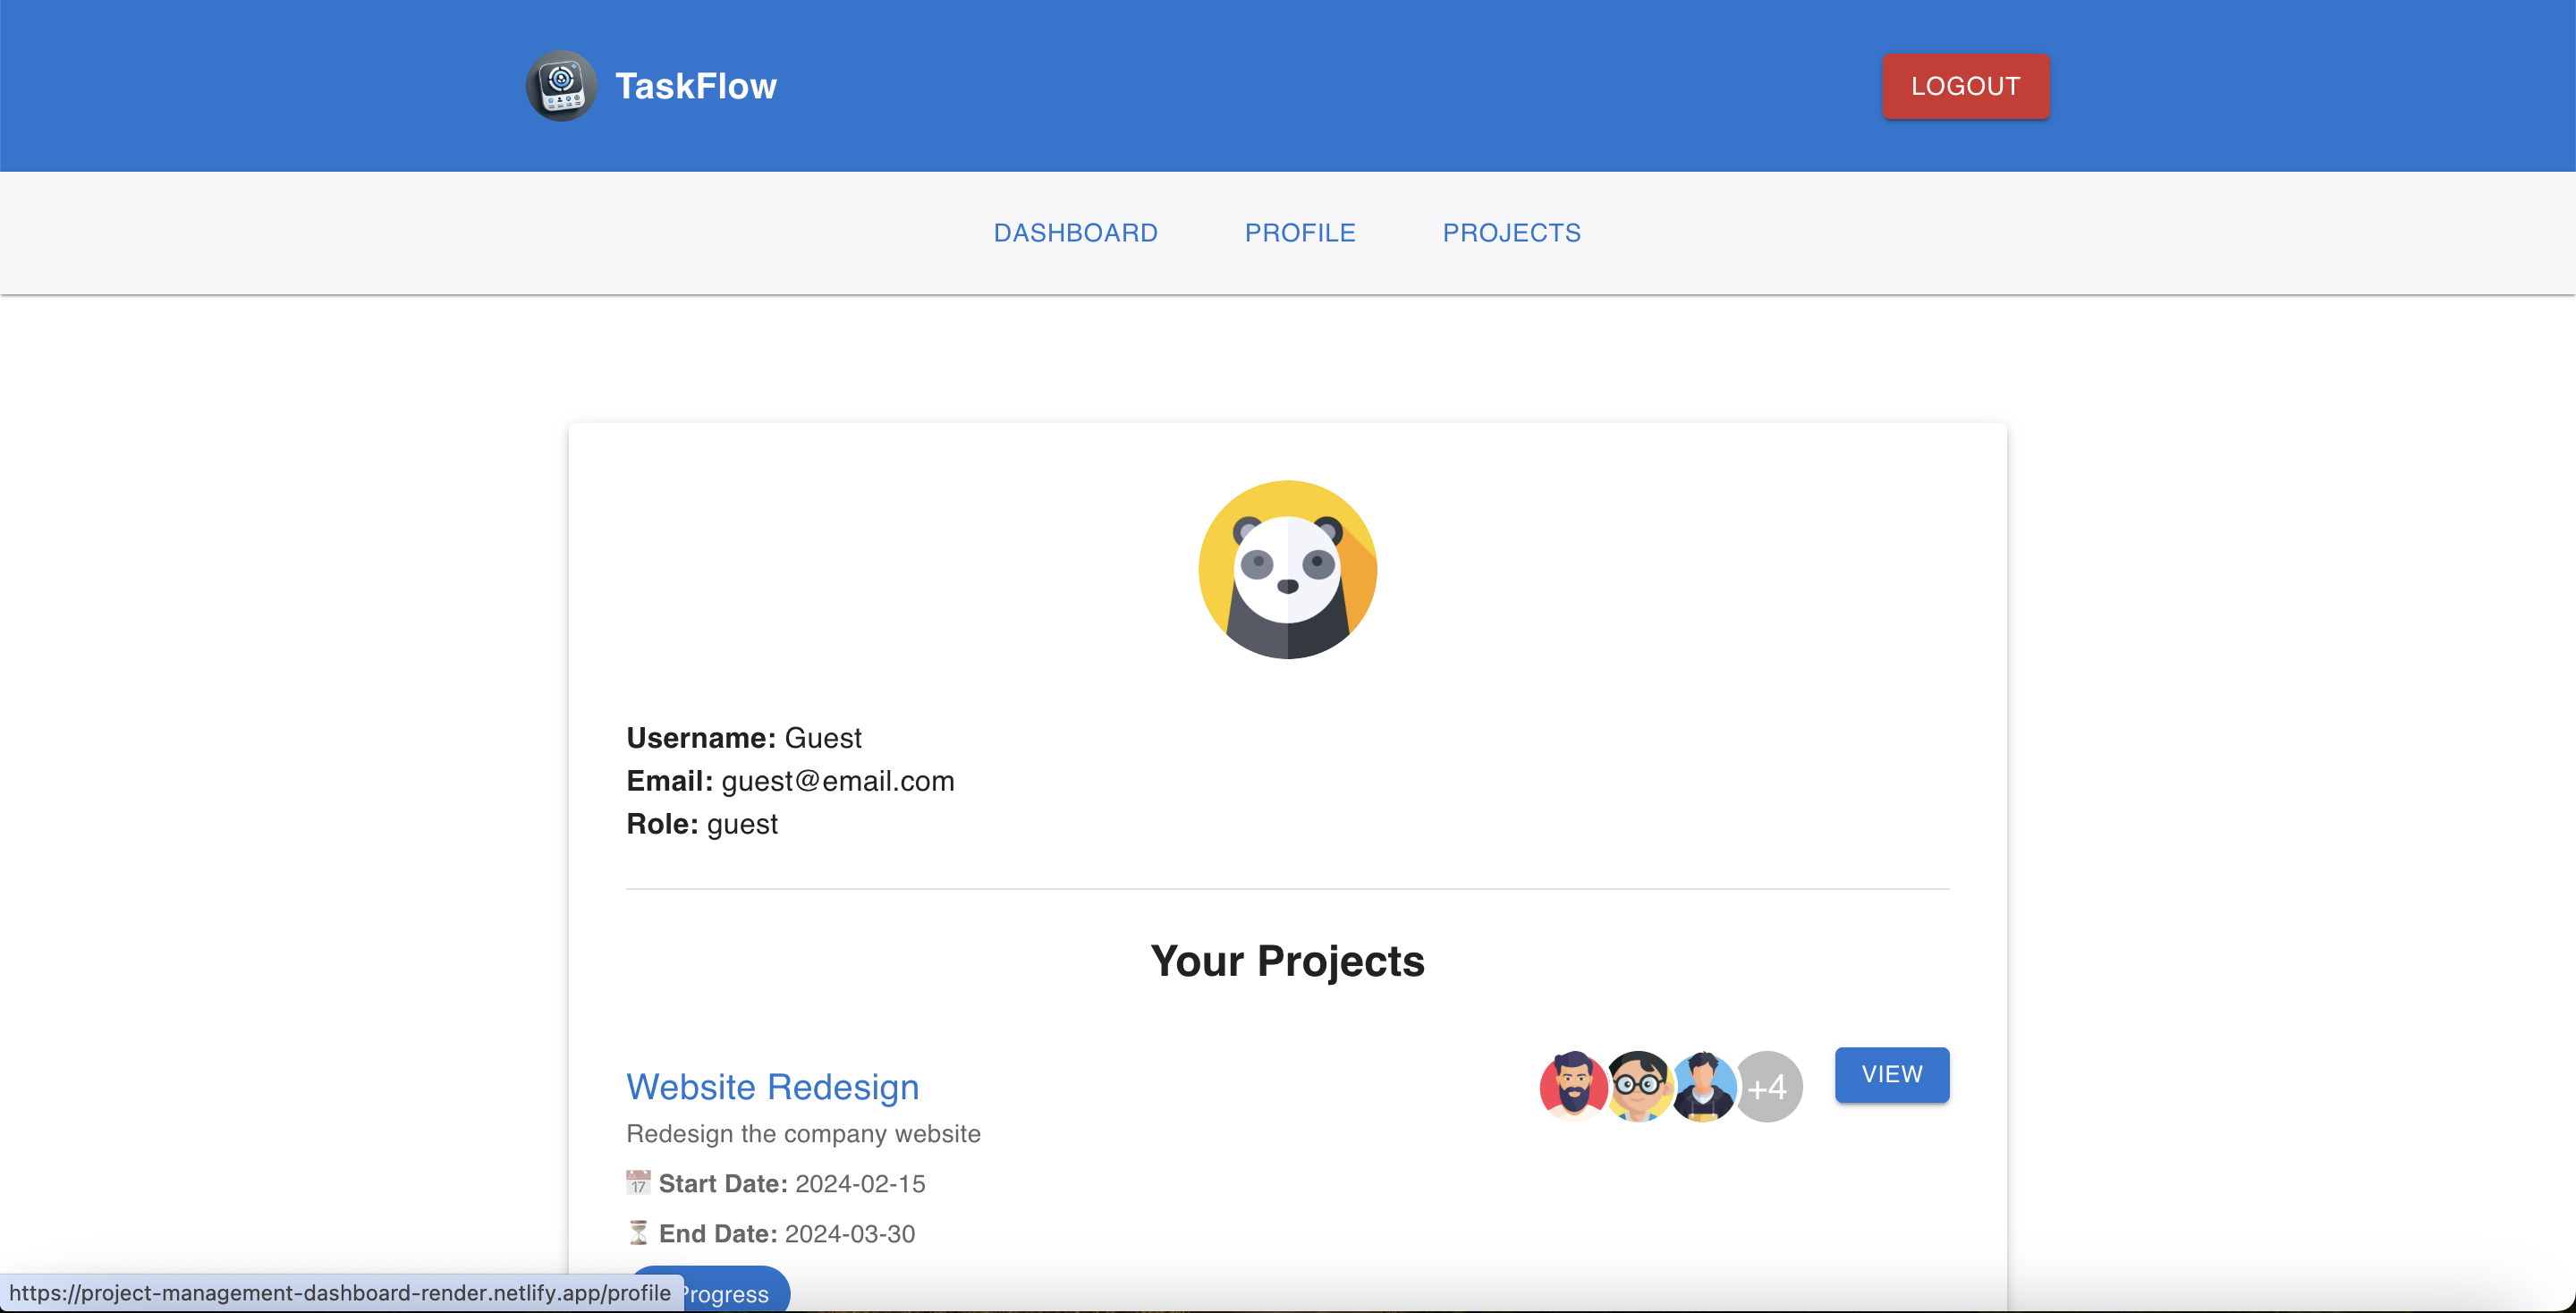 TaskFlow
LOGOUT
DASHBOARD PROFILE PROJECTS
Username: Guest
Email: guest@email.com
Role: guest
Your Projects
Website Redesign
+4
VIEW
Redesign the company website
17 Start Date: 2024-02-15
End Date: 2024-03-30
Progress
https://project-management-dashboard-render.netlify.app/profile